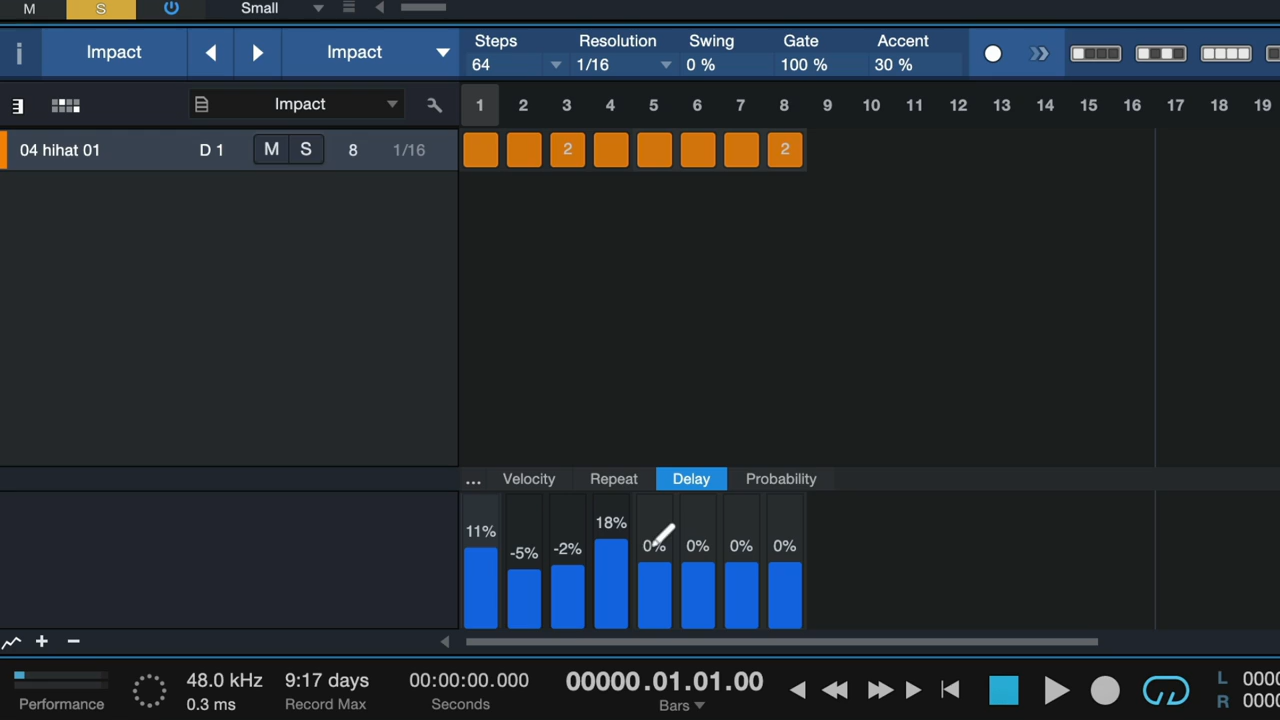 M S Small
Impact Impact Steps Resolution Swing Gate Accent
64 1/16 0 % 100 % 30 %
Impact 1 2 3 4 5 6 7 8 9 10 11 12 13 14 15 16 17 18 19
04 hihat 01 D 1 M S 8 1/16 2 2
... Velocity Repeat Delay Probability
11% -5% -2% 18% 0% 0% 0% 0%
48.0 kHz 9:17 days 00:00:00.000 00000.01.01.00 L 0000
0.3 ms Record Max Seconds Bars R 0000
Performance